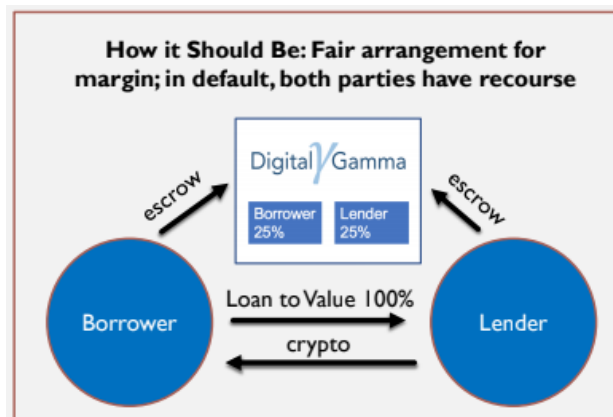 How it Should Be: Fair arrangement for
margin; in default, both parties have recourse
Digital γ Gamma
escrow
escrow
Borrower
25%
Lender
25%
Loan to Value 100%
Borrower
Lender
crypto